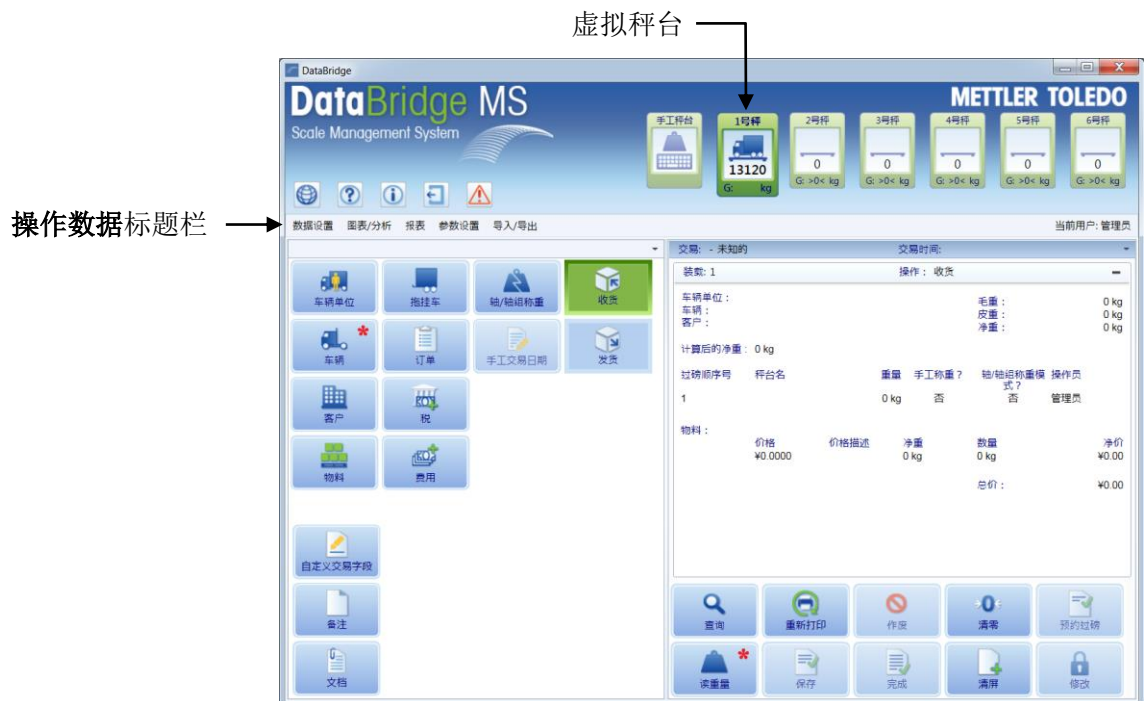 虚拟秤台
DataBridge
DataBridge MS
Scale Management System
METTLER TOLEDO
手工秤台
1号秤
13120
G: kg
2号秤
0
G: >0< kg
3号秤
0
G: >0< kg
4号秤
0
G: >0< kg
5号秤
0
G: >0< kg
6号秤
0
G: >0< kg
操作数据标题栏
数据设置 图表/分析 报表 参数设置 导入/导出
当前用户: 管理员
车辆单位
拖挂车
轴/轴组称重
收货
车辆 *
订单
手工交易日期
发货
客户
税
物料
费用
自定义交易字段
备注
文档
交易: - 未知的 交易时间:
装载: 1 操作： 收货
车辆单位：
车辆：
客户：
毛重： 0 kg
皮重： 0 kg
净重： 0 kg
计算后的净重： 0 kg
过磅顺序号 秤台名 重量 手工称重？ 轴/轴组称重模式？ 操作员
1 0 kg 否 否 管理员
物料：
价格 价格描述 净重 数量 净价
¥0.0000 0 kg 0 kg ¥0.00
总价： ¥0.00
查询
重新打印
作废
0
清零
预约过磅
读重量 *
保存
完成
清屏
修改